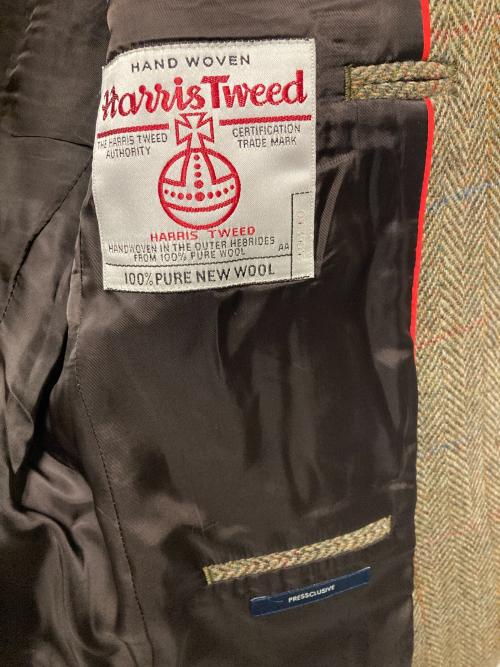 HAND WOVEN
Harris Tweed
THE HARRIS TWEED
AUTHORITY
CERTIFICATION
TRADE MARK
HARRIS TWEED
HANDWOVEN IN THE OUTER HEBRIDES
FROM 100% PURE WOOL
AA
100% PURE NEW WOOL
PRESSCLUSIVE